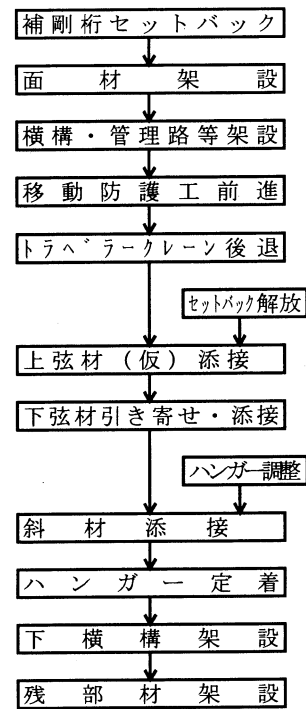 補剛桁セットバック
面材架設
横構・管理路等架設
移動防護工前進
トラベラークレーン後退
セットバック解放
上弦材(仮)添接
下弦材引き寄せ・添接
ハンガー調整
斜材添接
ハンガー定着
下横構架設
残部材架設